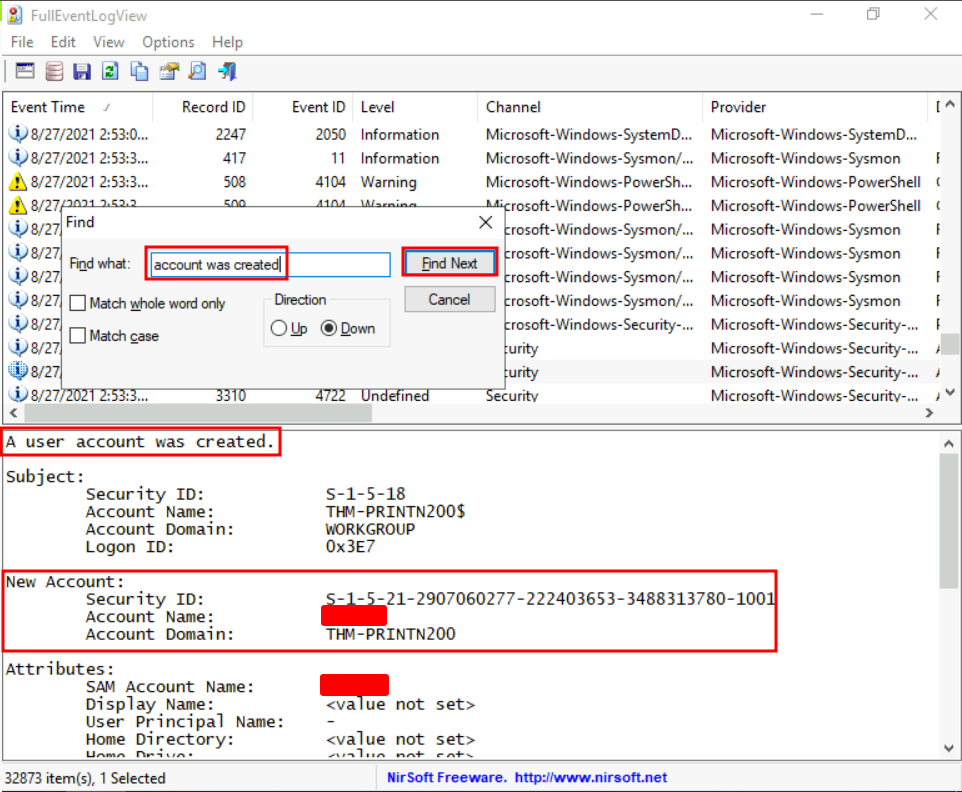 FullEventLogView
File Edit View Options Help
Event Time Record ID Event ID Level Channel Provider
8/27/2021 2:53:0... 2247 2050 Information Microsoft-Windows-SystemD... Microsoft-Windows-SystemD...
8/27/2021 2:53:3... 417 11 Information Microsoft-Windows-Sysmon/... Microsoft-Windows-Sysmon
8/27/2021 2:53:3... 508 4104 Warning Microsoft-Windows-PowerSh... Microsoft-Windows-PowerShell
8/27/2021 2:53:3... 509 4104 Warning Microsoft-Windows-PowerSh... Microsoft-Windows-PowerShell
8/27/ crosoft-Windows-Sysmon/... Microsoft-Windows-Sysmon
8/27/ crosoft-Windows-Sysmon/... Microsoft-Windows-Sysmon
8/27/ crosoft-Windows-Sysmon/... Microsoft-Windows-Sysmon
8/27/ crosoft-Windows-Sysmon/... Microsoft-Windows-Sysmon
8/27/ crosoft-Windows-Security-... Microsoft-Windows-Security-...
8/27/ curity Microsoft-Windows-Security-...
8/27/ curity Microsoft-Windows-Security-...
8/27/2021 2:53:3... 3310 4722 Undefined Security Microsoft-Windows-Security-...
Find
Find what: account was created Find Next
Match whole word only Direction Cancel
Match case Up Down
A user account was created.
Subject:
Security ID: S-1-5-18
Account Name: THM-PRINTN200$
Account Domain: WORKGROUP
Logon ID: 0x3E7
New Account:
Security ID: S-1-5-21-2907060277-222403653-3488313780-1001
Account Name:
Account Domain: THM-PRINTN200
Attributes:
SAM Account Name:
Display Name: <value not set>
User Principal Name: -
Home Directory: <value not set>
Home Drive: <value not set>
32873 item(s), 1 Selected NirSoft Freeware. http://www.nirsoft.net